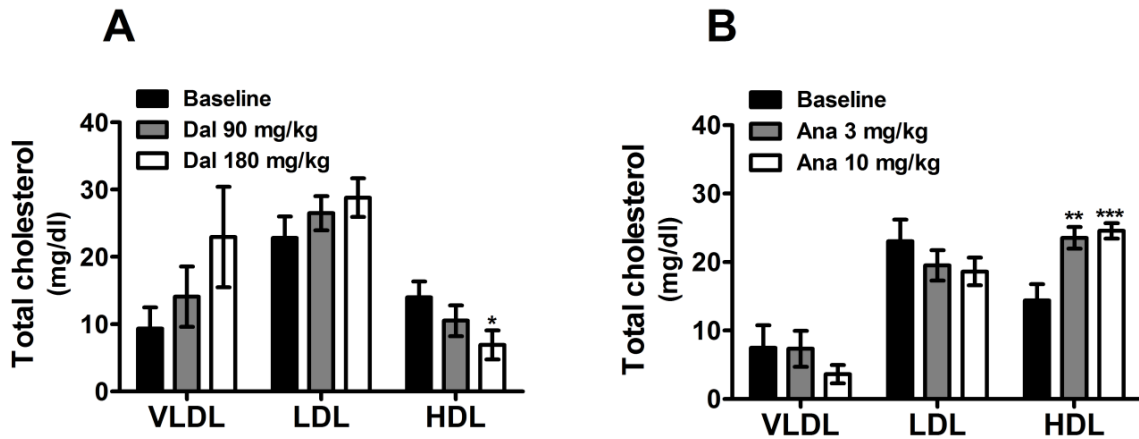 A
Baseline
Dal 90 mg/kg
Dal 180 mg/kg
Total cholesterol
(mg/dl)
40
30
20
10
0
*
VLDL LDL HDL
B
Baseline
Ana 3 mg/kg
Ana 10 mg/kg
Total cholesterol
(mg/dl)
40
30
20
10
0
** ***
VLDL LDL HDL